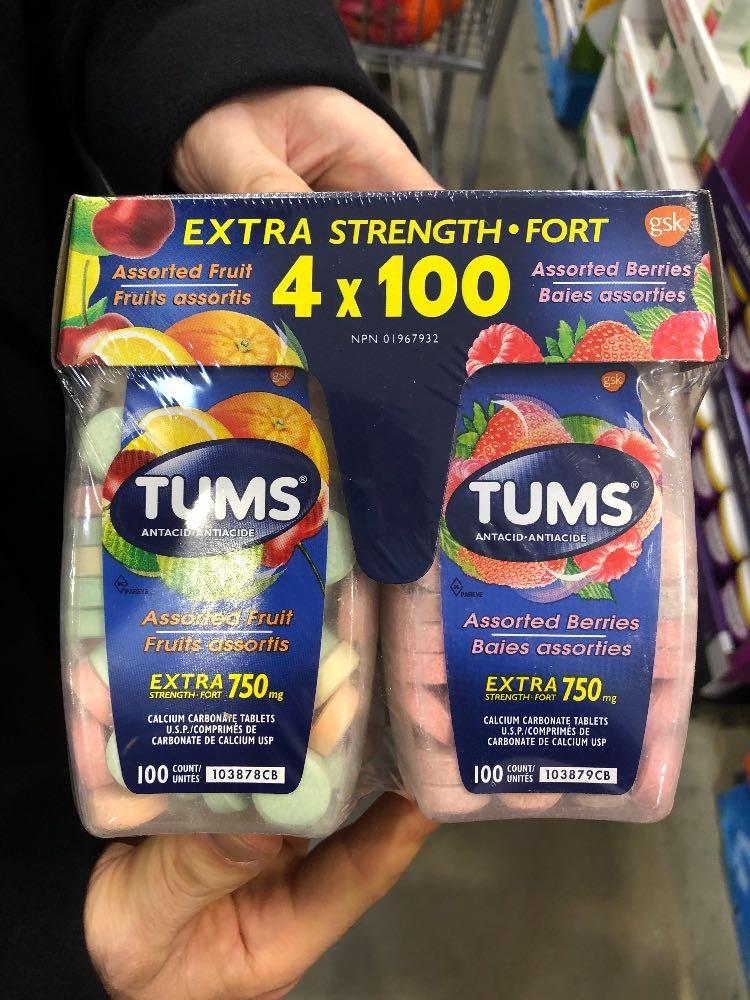 EXTRA STRENGTH • FORT
gsk
Assorted Fruit
Fruits assortis
4 x 100
Assorted Berries
Baies assorties
NPN 01967932
gsk
TUMS®
ANTACID•ANTIACIDE
PAREVE
Assorted Fruit
Fruits assortis
EXTRA
STRENGTH • FORT
750 mg
CALCIUM CARBONATE TABLETS
U.S.P./COMPRIMÉS DE
CARBONATE DE CALCIUM USP
100 COUNT/
UNITÉS
103878CB
gsk
TUMS®
ANTACID•ANTIACIDE
PAREVE
Assorted Berries
Baies assorties
EXTRA
STRENGTH • FORT
750 mg
CALCIUM CARBONATE TABLETS
U.S.P./COMPRIMÉS DE
CARBONATE DE CALCIUM USP
100 COUNT/
UNITÉS
103879CB